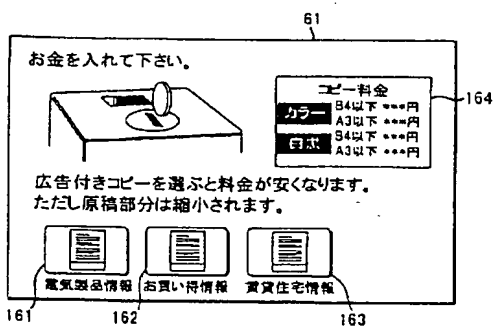 61
お金を入れて下さい。
コピー料金
カラー
B4以下 ***円
A3以下 ***円
白黒
B4以下 ***円
A3以下 ***円
164
広告付きコピーを選ぶと料金が安くなります。
ただし原稿部分は縮小されます。
電気製品情報 お買い得情報 賃貸住宅情報
161 162 163